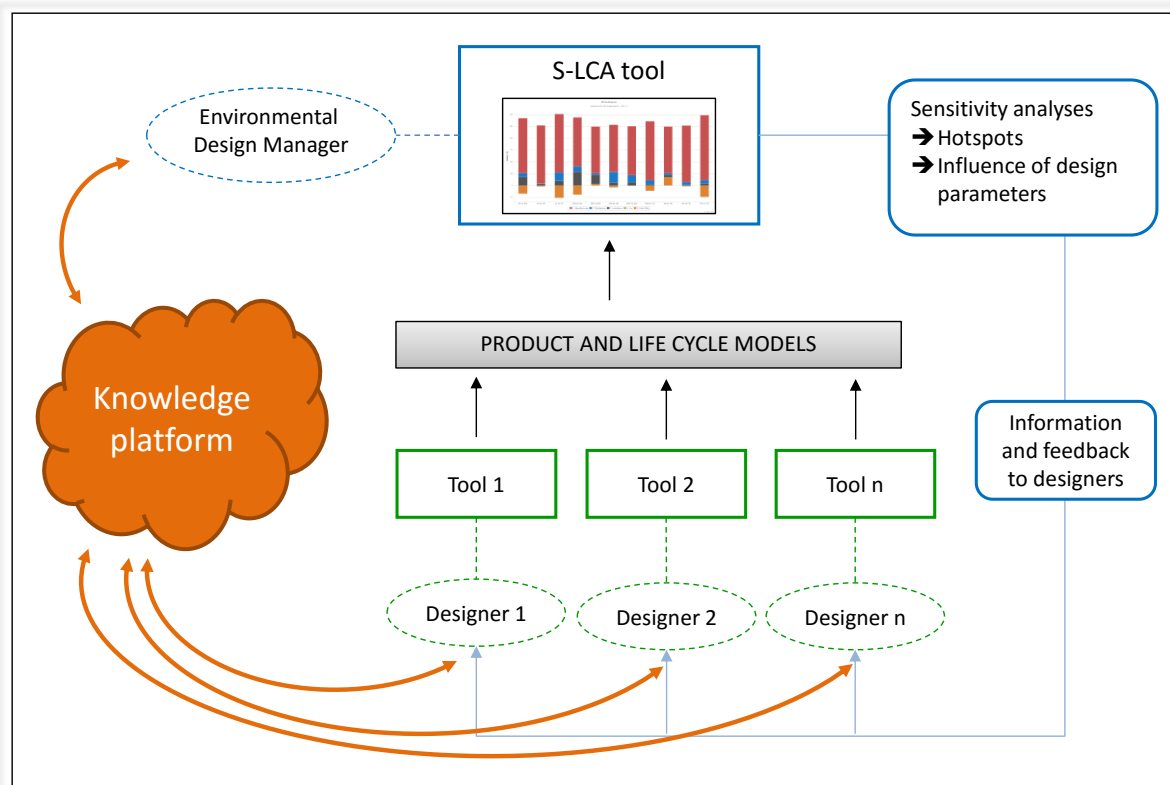 S-LCA tool
Environmental
Design Manager
Sensitivity analyses
➔ Hotspots
➔ Influence of design
parameters
PRODUCT AND LIFE CYCLE MODELS
Knowledge
platform
Information
and feedback
to designers
Tool 1
Tool 2
Tool n
Designer 1
Designer 2
Designer n